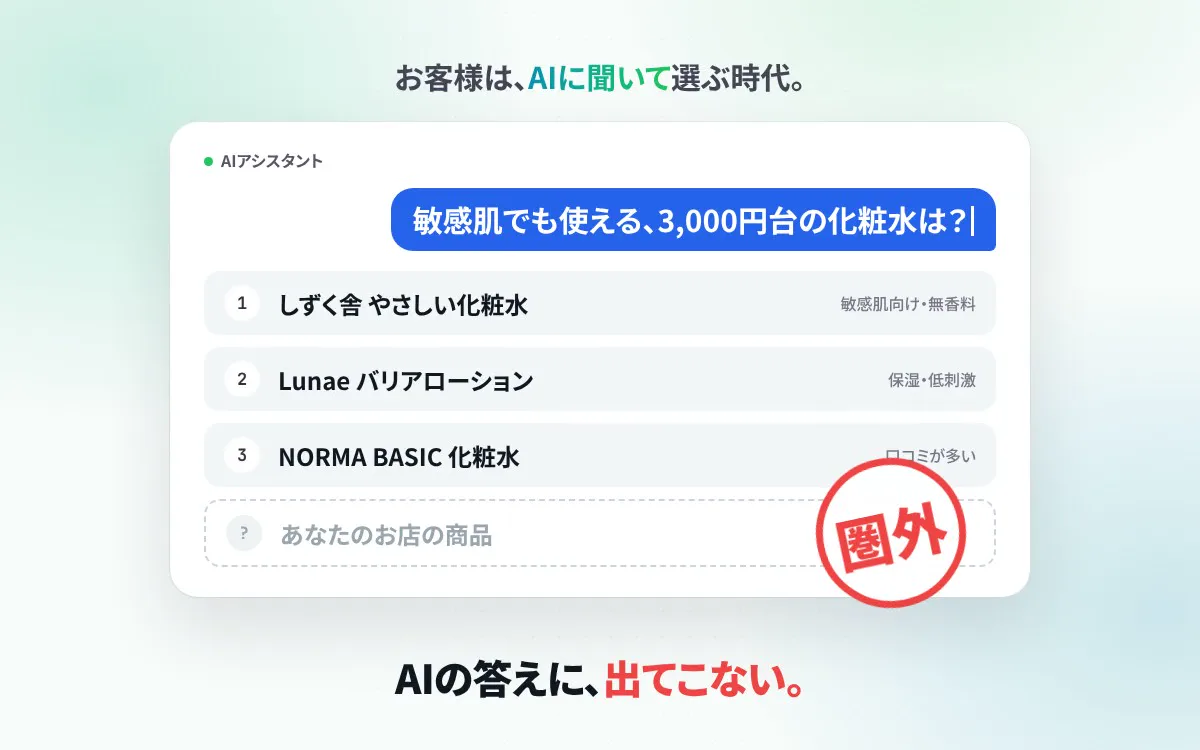 お客様は、AIに聞いて選ぶ時代。
AIアシスタント
敏感肌でも使える、3,000円台の化粧水は？
1 しずく舎 やさしい化粧水 敏感肌向け・無香料
2 Lunae バリアローション 保湿・低刺激
3 NORMA BASIC 化粧水 口コミが多い
? あなたのお店の商品
圏外
AIの答えに、出てこない。